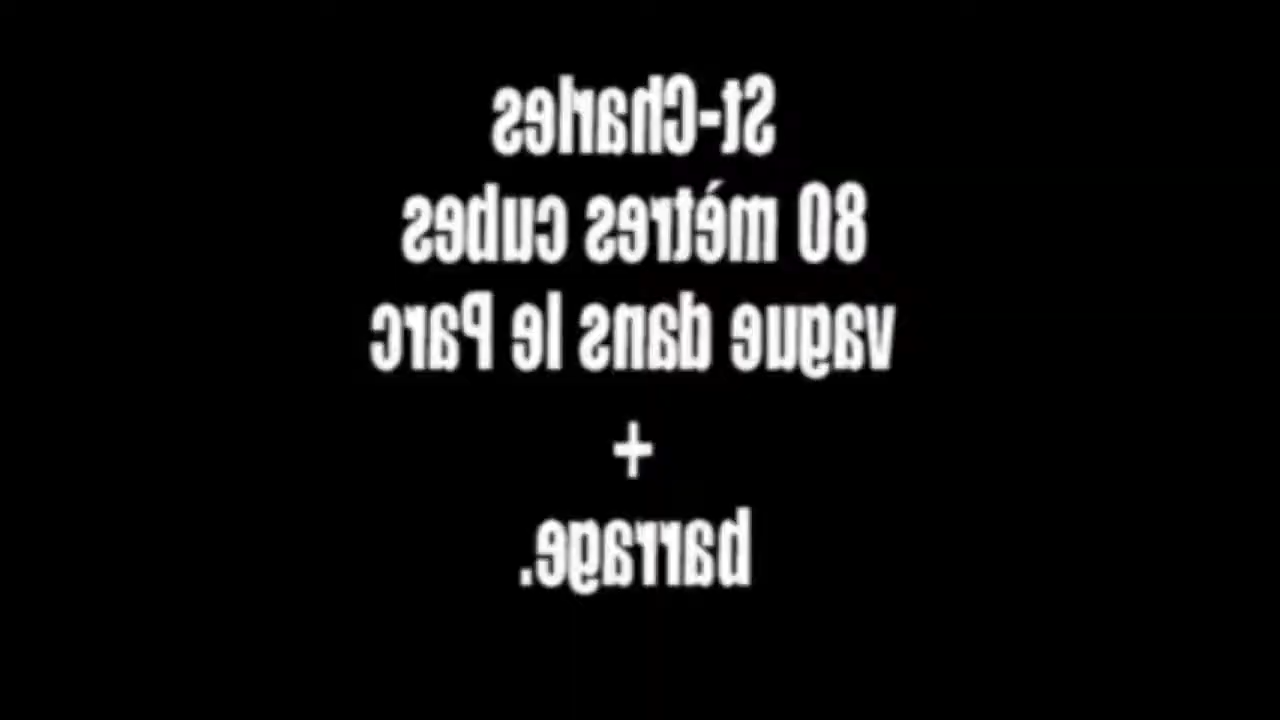 St-Charles
80 mètres cubes
vague dans le Parc
+
barrage.